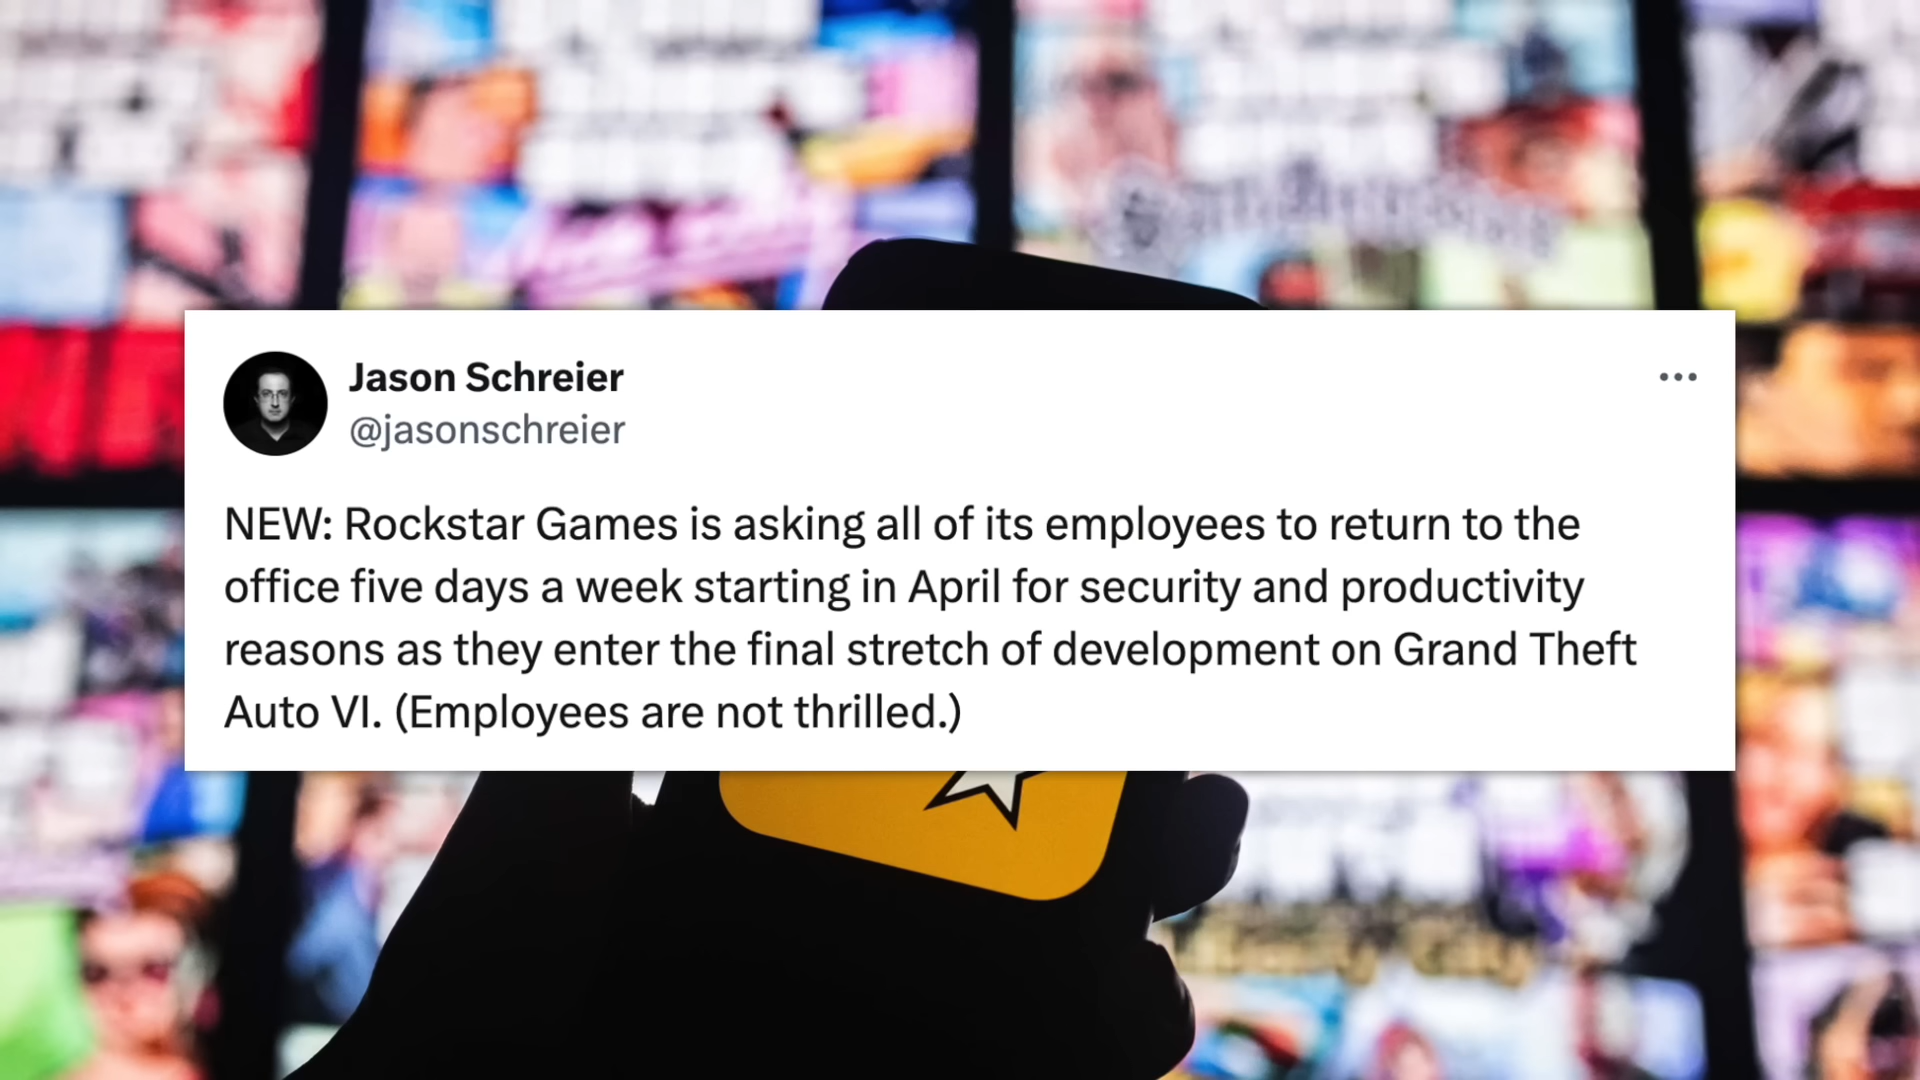 Jason Schreier
@jasonschreier
NEW: Rockstar Games is asking all of its employees to return to the
office five days a week starting in April for security and productivity
reasons as they enter the final stretch of development on Grand Theft
Auto VI. (Employees are not thrilled.)